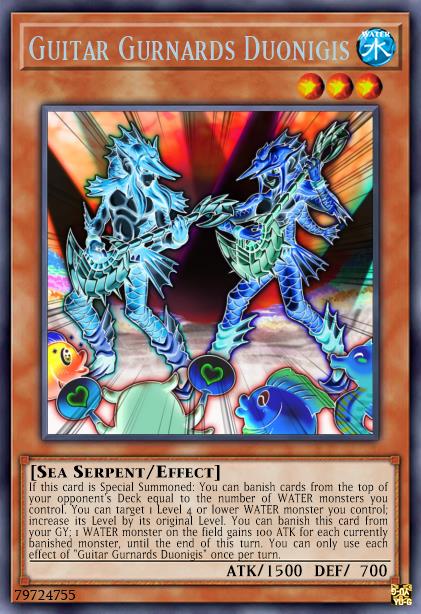 GUITAR GURNARDS DUONIGIS
WATER
水
[SEA SERPENT/EFFECT]
If this card is Special Summoned: You can banish cards from the top of
your opponent's Deck equal to the number of WATER monsters you
control. You can target 1 Level 4 or lower WATER monster you control;
increase its Level by its original Level. You can banish this card from
your GY; 1 WATER monster on the field gains 100 ATK for each currently
banished monster, until the end of this turn. You can only use each
effect of "Guitar Gurnards Duonigis" once per turn.
ATK/1500 DEF/ 700
79724755